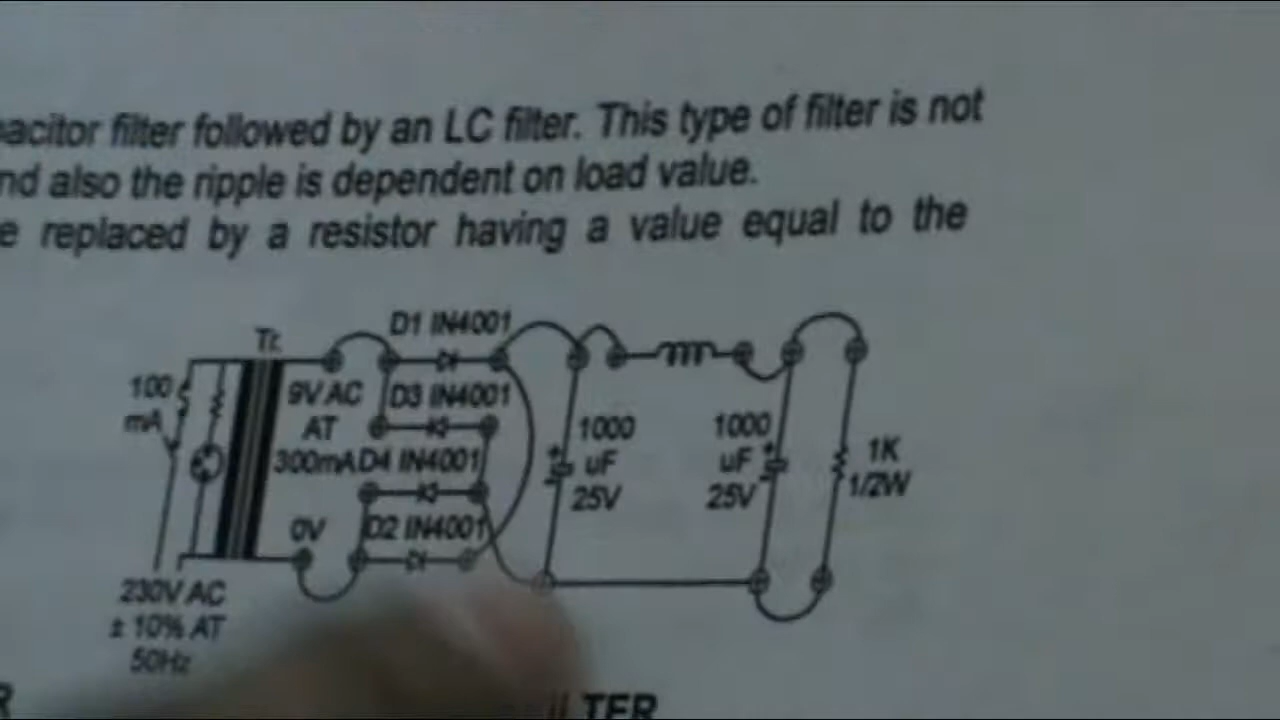 acitor filter followed by an LC filter. This type of filter is not
nd also the ripple is dependent on load value.
e replaced by a resistor having a value equal to the
Tr.
D1 IN4001
100
mA
9V AC
AT
300mA
D3 IN4001
D4 IN4001
D2 IN4001
0V
1000
uF
25V
1000
uF
25V
1K
1/2W
230V AC
± 10% AT
50Hz
R
TER